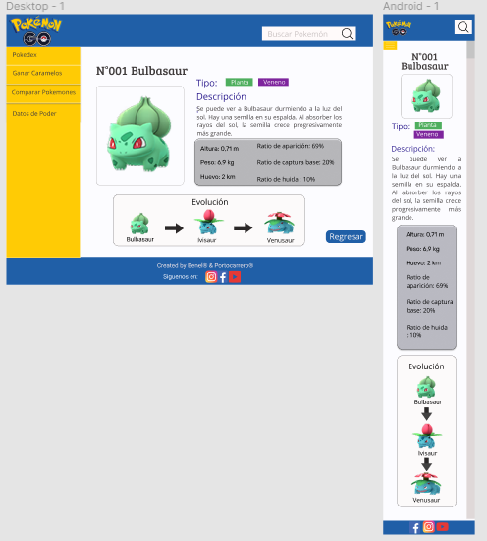 Desktop - 1
Pokémon
GO
Buscar Pokemón
Pokedex
Ganar Caramelos
Comparar Pokemones
Datos de Poder
N°001 Bulbasaur
Tipo: Planta Veneno
Descripción
Se puede ver a Bulbasaur durmiendo a la luz del
sol. Hay una semilla en su espalda. Al absorber los
rayos del sol, la semilla crece progresivamente
más grande.
Altura: 0,71 m
Peso: 6.9 kg
Huevo: 2 km
Ratio de aparición: 69%
Ratio de captura base: 20%
Ratio de huida : 10%
Evolución
Bulbasaur
Ivisaur
Venusaur
Regresar
Created by Eenel® & Portocarrero®
Síguenos en:
Android - 1
Pokémon
GO
N°001
Bulbasaur
Tipo: Planta
Veneno
Descripción:
Se puede ver a
Bulbasaur durmiendo a
la luz del sol. Hay una
semilla en su espalda.
Al absorber los rayos
del sol, la semilla crece
progresivamente más
grande.
Altura: 0,71 m
Peso: 6.9 kg
Huevo: 2 km
Ratio de
aparición: 69%
Ratio de captura
base: 20%
Ratio de huida
: 10%
Evolución
Bulbasaur
Ivisaur
Venusaur